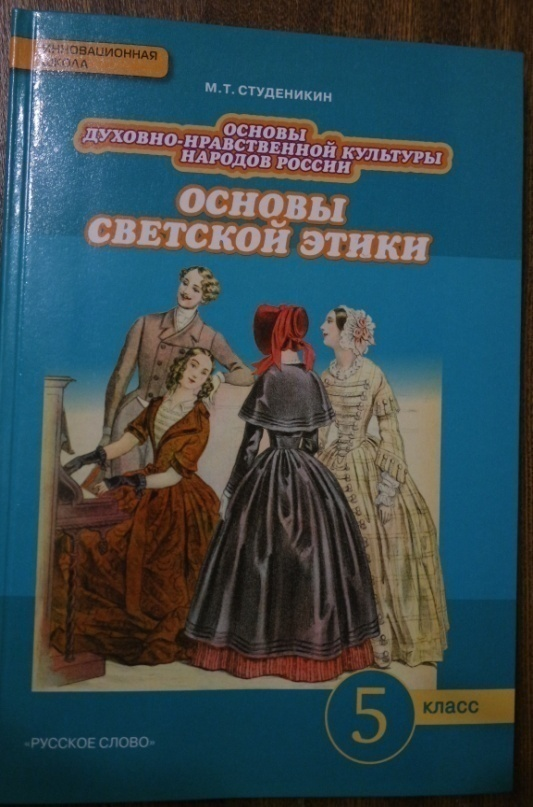 ИННОВАЦИОННАЯ
ШКОЛА
М.Т. СТУДЕНИКИН
ОСНОВЫ
ДУХОВНО-НРАВСТВЕННОЙ КУЛЬТУРЫ
НАРОДОВ РОССИИ
ОСНОВЫ
СВЕТСКОЙ ЭТИКИ
5 КЛАСС
«РУССКОЕ СЛОВО»